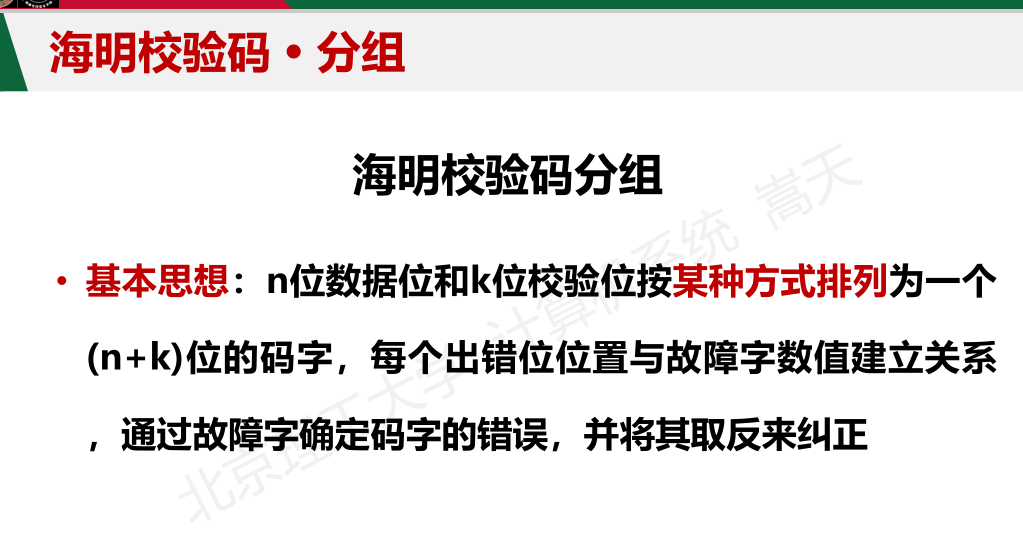 海明校验码•分组
海明校验码分组
• 基本思想：n位数据位和k位校验位按某种方式排列为一个
(n+k)位的码字，每个出错位位置与故障字数值建立关系
，通过故障字确定码字的错误，并将其取反来纠正
北京理工大学计算机系统 嵩天